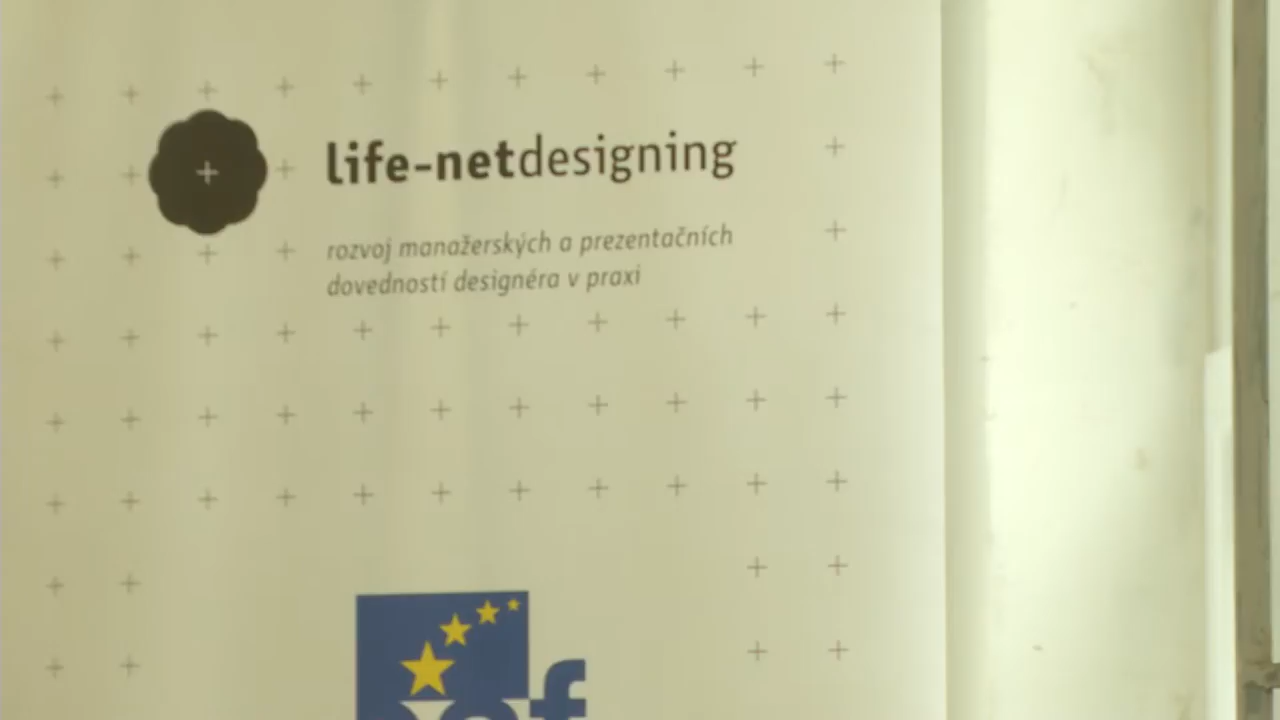 life-netdesigning
rozvoj manažerských a prezentačních
dovedností designéra v praxi